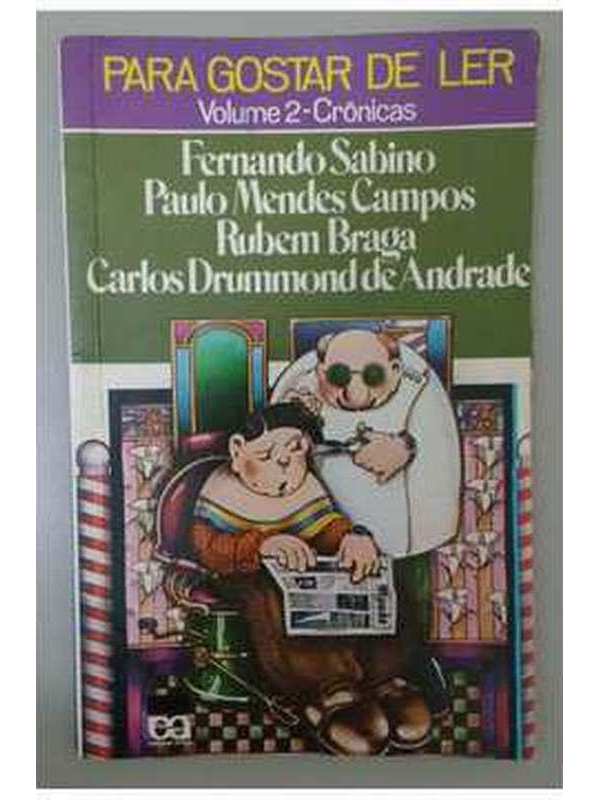 PARA GOSTAR DE LER
Volume 2-Crônicas
Fernando Sabino
Paulo Mendes Campos
Rubem Braga
Carlos Drummond de Andrade
ea